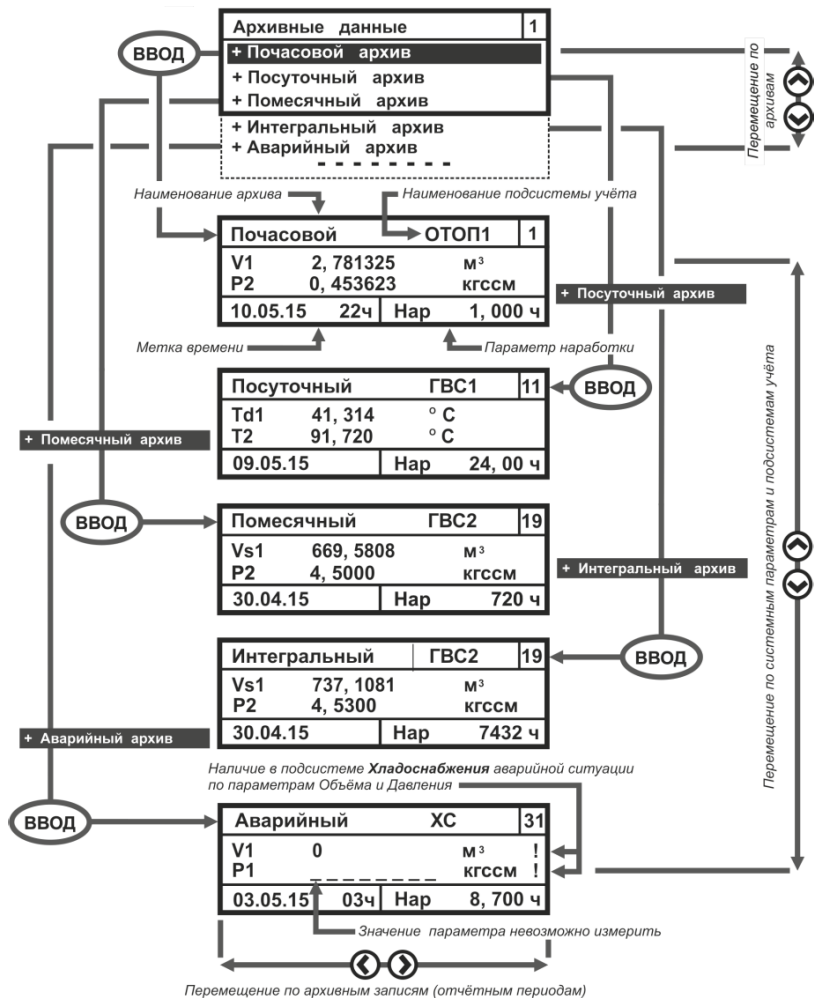 Архивные данные 1
ВВОД
+ Почасовой архив
+ Посуточный архив
+ Помесячный архив
+ Интегральный архив
+ Аварийный архив
Перемещение по
архивам
Наименование архива
Наименование подсистемы учёта
Почасовой ОТОП1 1
V1 2, 781325 м³
P2 0, 453623 кгссм
10.05.15 22ч Нар 1, 000 ч
+ Посуточный архив
Метка времени
Параметр наработки
Посуточный ГВС1 11
ВВОД
Td1 41, 314 ° C
T2 91, 720 ° C
09.05.15 Нар 24, 00 ч
+ Помесячный архив
ВВОД
Помесячный ГВС2 19
Vs1 669, 5808 м³
P2 4, 5000 кгссм
30.04.15 Нар 720 ч
+ Интегральный архив
Перемещение по системным параметрам и подсистемам учёта
Интегральный ГВС2 19
ВВОД
Vs1 737, 1081 м³
P2 4, 5300 кгссм
30.04.15 Нар 7432 ч
+ Аварийный архив
Наличие в подсистеме Хладоснабжения аварийной ситуации
по параметрам Объёма и Давления
ВВОД
Аварийный ХС 31
V1 0 м³ !
P1 _ _ _ _ _ _ _ кгссм !
03.05.15 03ч Нар 8, 700 ч
Значение параметра невозможно измерить
Перемещение по архивным записям (отчётным периодам)